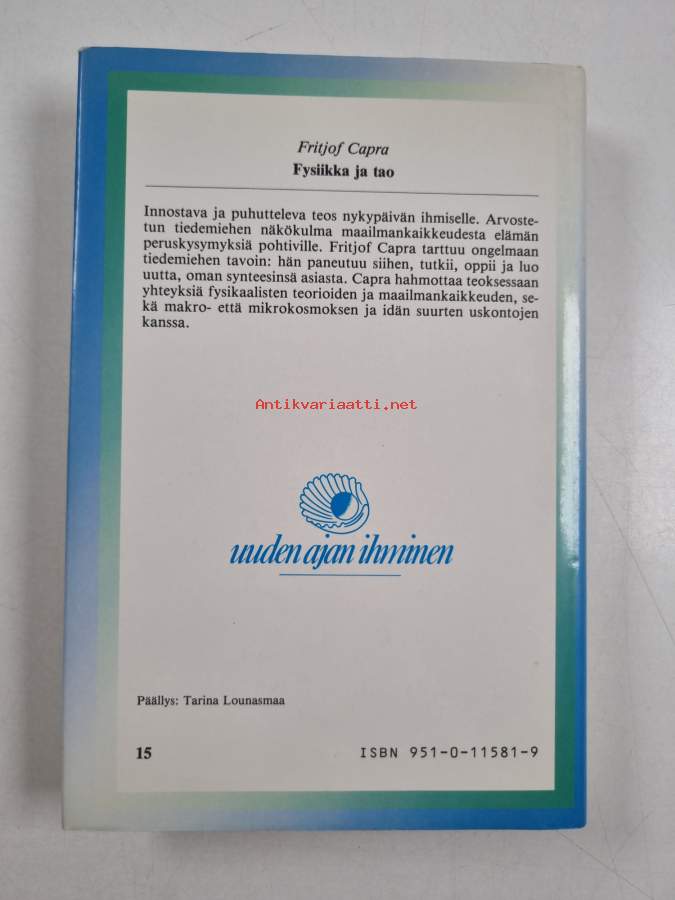 Fritjof Capra
Fysiikka ja tao
Innostava ja puhutteleva teos nykypäivän ihmiselle. Arvoste-
tun tiedemiehen näkökulma maailmankaikkeudesta elämän
peruskysymyksiä pohtiville. Fritjof Capra tarttuu ongelmaan
tiedemiehen tavoin: hän paneutuu siihen, tutkii, oppii ja luo
uutta, oman synteesinsä asiasta. Capra hahmottaa teoksessaan
yhteyksiä fysikaalisten teorioiden ja maailmankaikkeuden, se-
kä makro- että mikrokosmoksen ja idän suurten uskontojen
kanssa.
Antikvariaatti.net
uuden ajan ihminen
Päällys: Tarina Lounasmaa
15 ISBN 951-0-11581-9